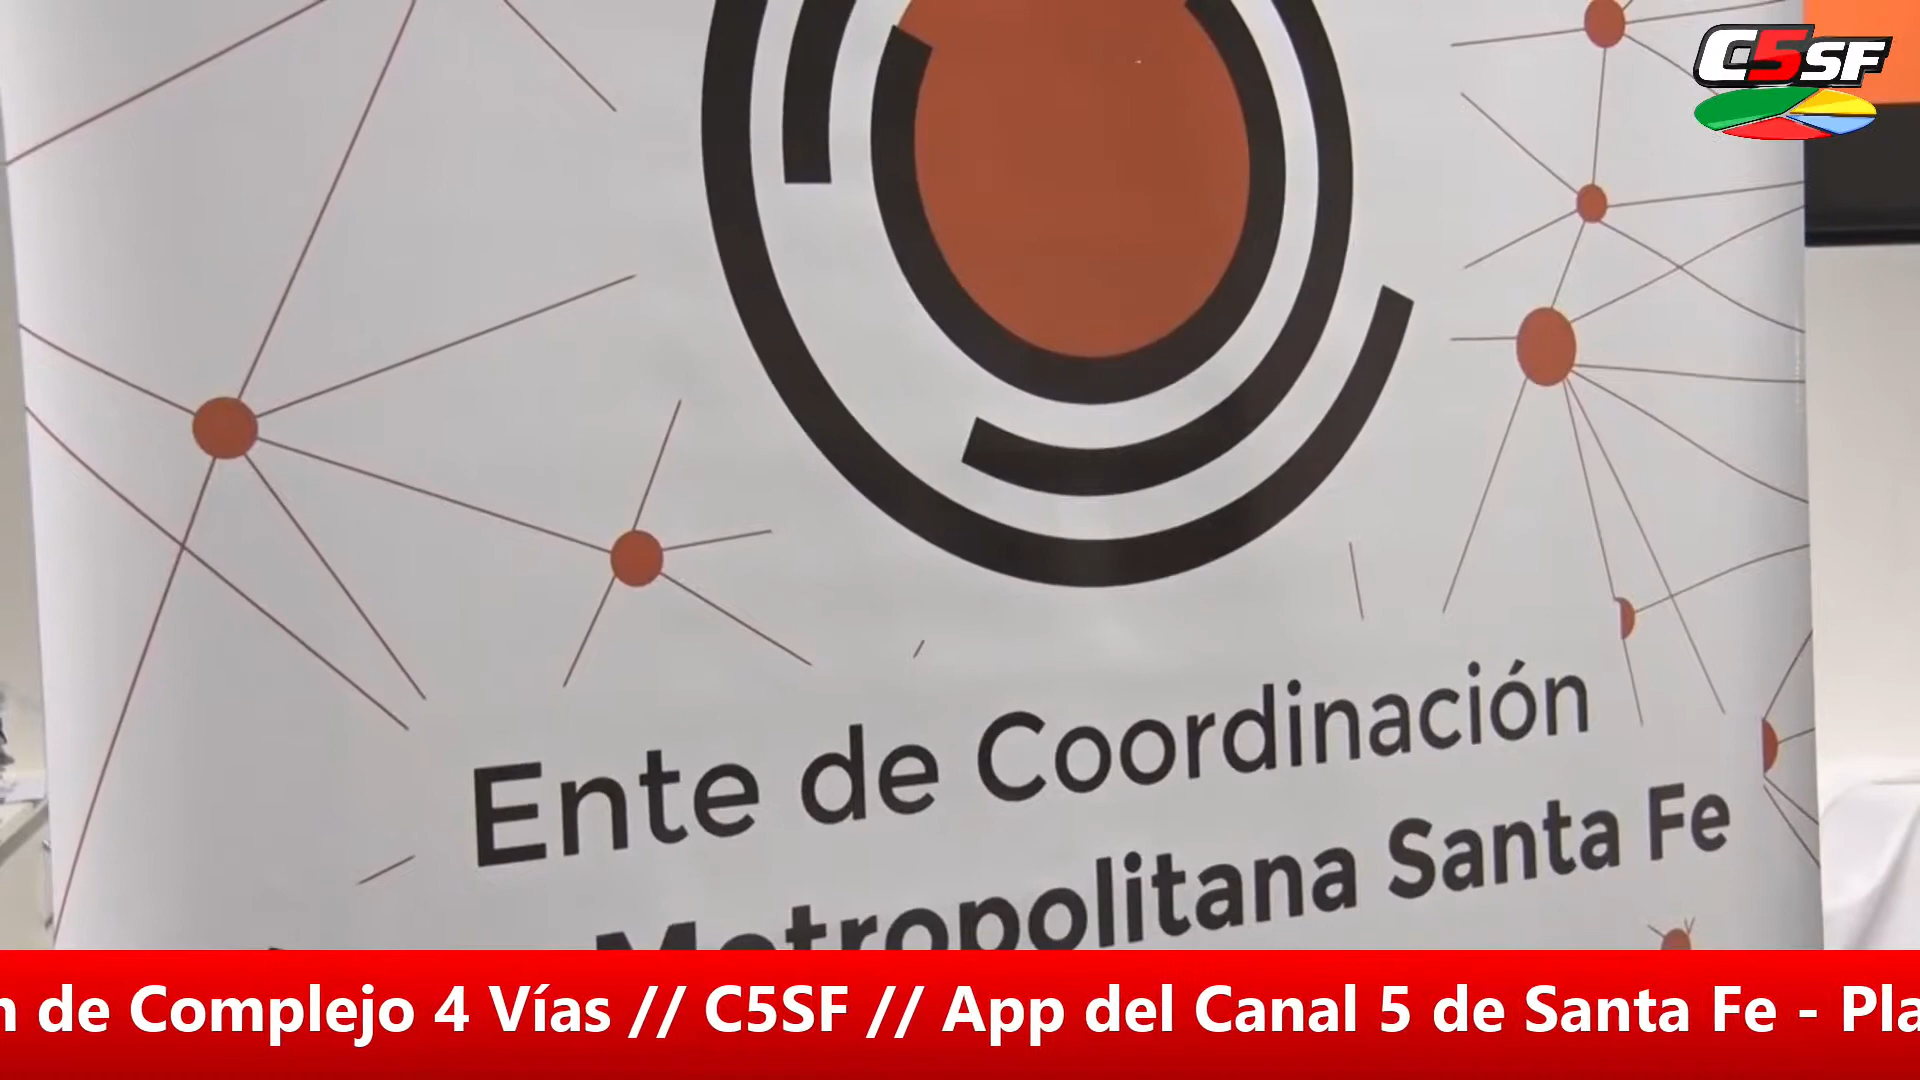 C5SF
Ente de Coordinación
Metropolitana Santa Fe
de Complejo 4 Vías // C5SF // App del Canal 5 de Santa Fe -